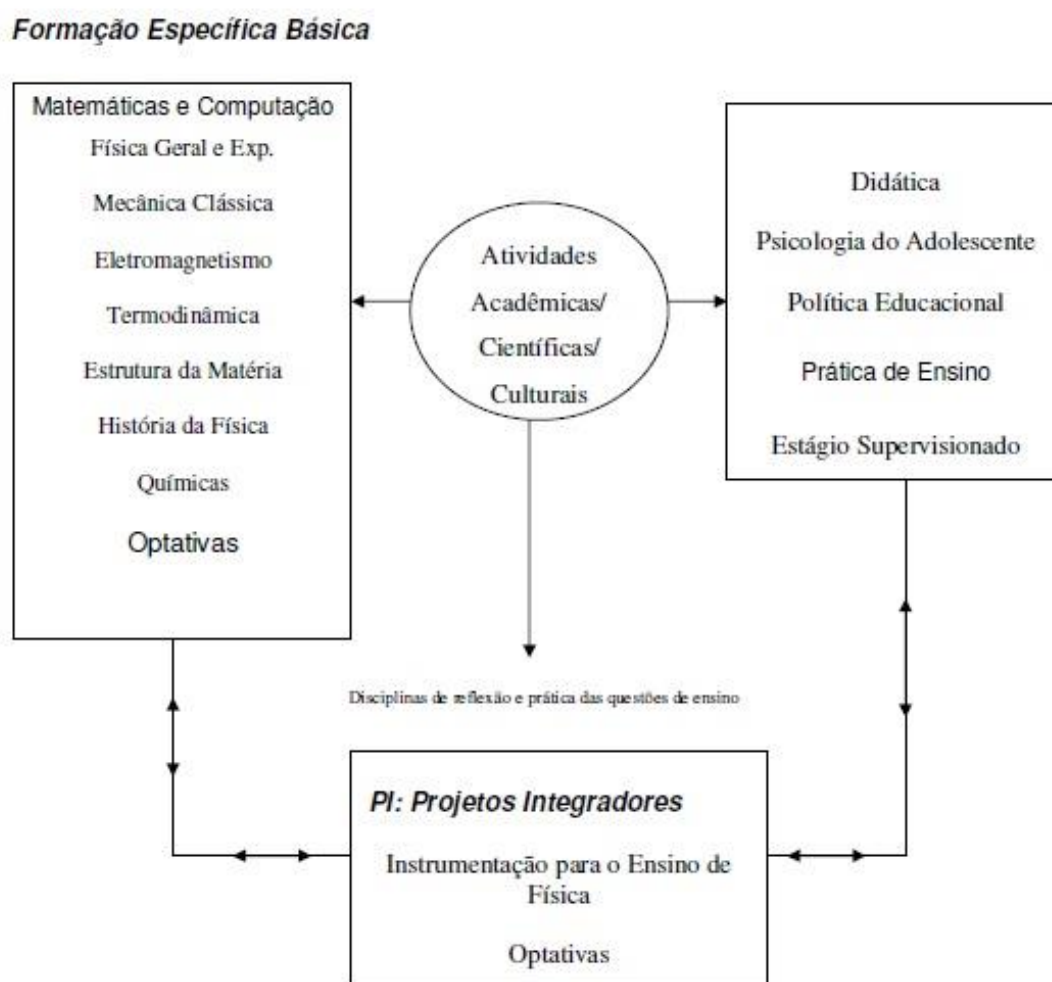 Formação Específica Básica
Matemáticas e Computação
Física Geral e Exp.
Mecânica Clássica
Eletromagnetismo
Termodinâmica
Estrutura da Matéria
História da Física
Químicas
Optativas
Atividades
Acadêmicas/
Científicas/
Culturais
Didática
Psicologia do Adolescente
Política Educacional
Prática de Ensino
Estágio Supervisionado
Disciplinas de reflexão e prática das questões de ensino
PI: Projetos Integradores
Instrumentação para o Ensino de
Física
Optativas